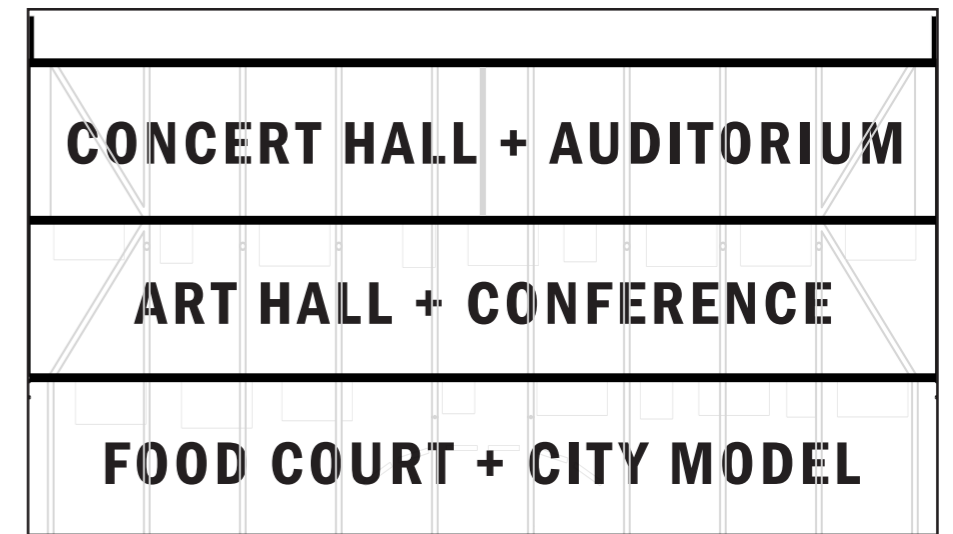 CONCERT HALL + AUDITORIUM
ART HALL + CONFERENCE
FOOD COURT + CITY MODEL